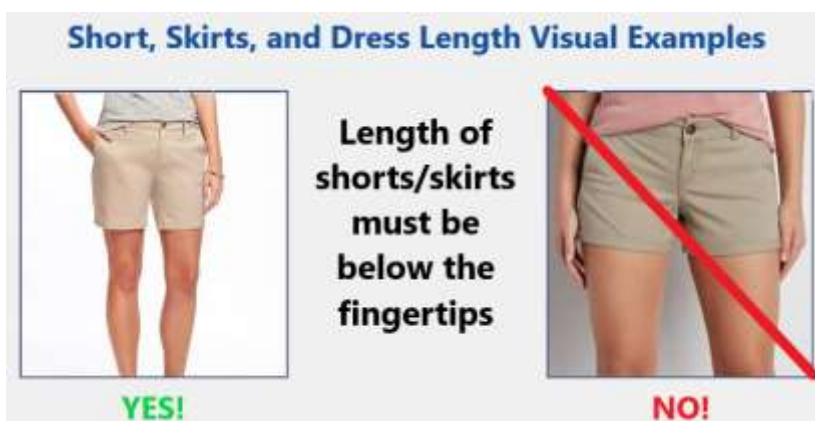 Short, Skirts, and Dress Length Visual Examples
Length of
shorts/skirts
must be
below the
fingertips
YES!
NO!